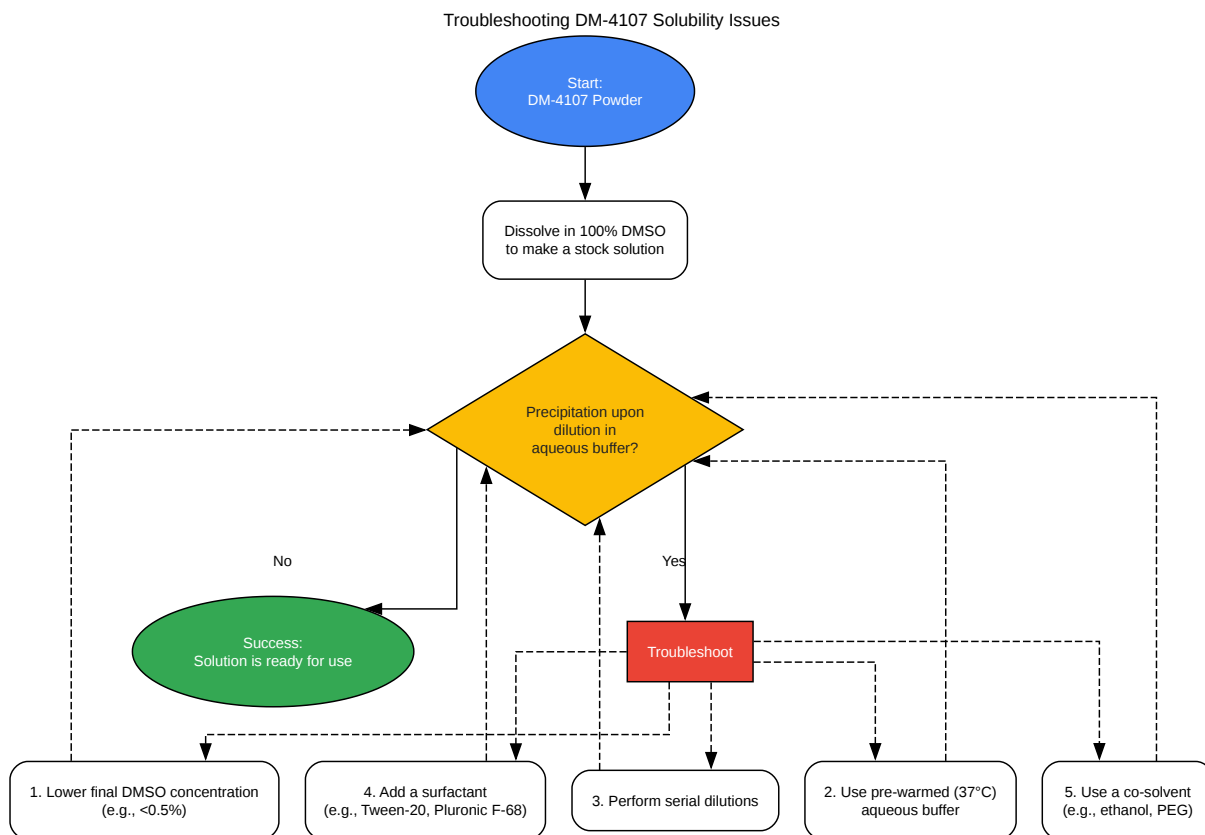 Troubleshooting DM-4107 Solubility Issues
Start:
DM-4107 Powder
Dissolve in 100% DMSO
to make a stock solution
Precipitation upon
dilution in
aqueous buffer?
No
Yes
Success:
Solution is ready for use
Troubleshoot
1. Lower final DMSO concentration
(e.g., <0.5%)
4. Add a surfactant
(e.g., Tween-20, Pluronic F-68)
3. Perform serial dilutions
2. Use pre-warmed (37°C)
aqueous buffer
5. Use a co-solvent
(e.g., ethanol, PEG)